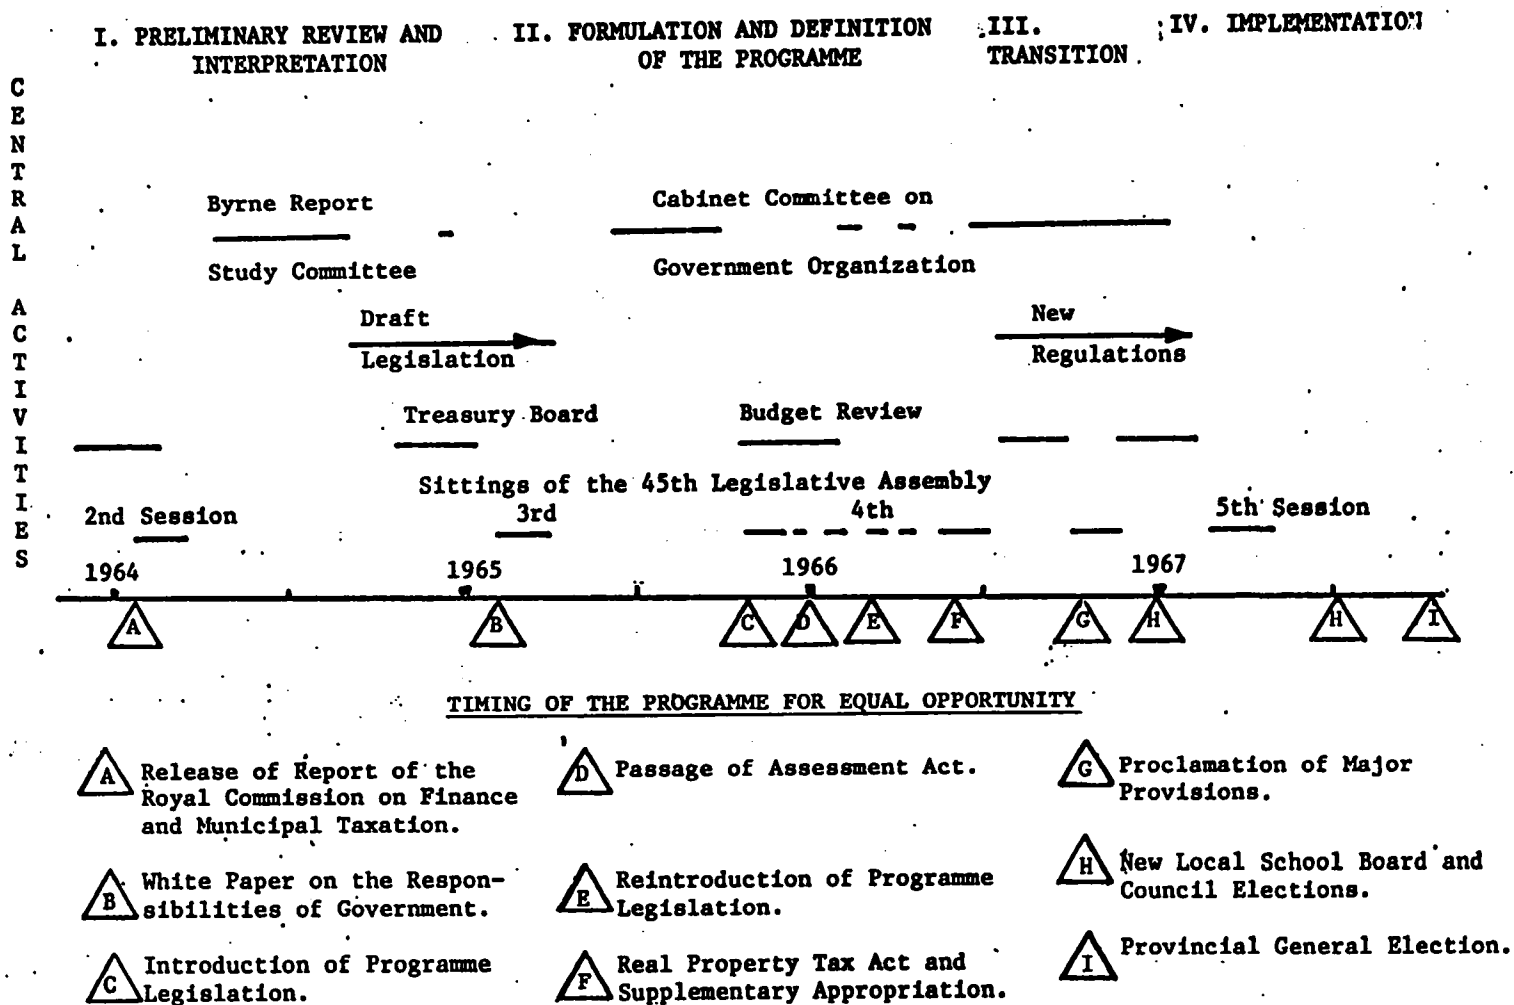 I. PRELIMINARY REVIEW AND
INTERPRETATION
II. FORMULATION AND DEFINITION
OF THE PROGRAMME
III.
TRANSITION
IV. IMPLEMENTATION
CENTRAL ACTIVITIES
Byrne Report
Study Committee
Cabinet Committee on
Government Organization
Draft
Legislation
New
Regulations
Treasury Board
Budget Review
Sittings of the 45th Legislative Assembly
2nd Session
3rd
4th
5th Session
1964
1965
1966
1967
A
B
C
D
E
F
G
H
H
I
TIMING OF THE PROGRAMME FOR EQUAL OPPORTUNITY
A Release of Report of the
Royal Commission on Finance
and Municipal Taxation.
B White Paper on the Respon-
sibilities of Government.
C Introduction of Programme
Legislation.
D Passage of Assessment Act.
E Reintroduction of Programme
Legislation.
F Real Property Tax Act and
Supplementary Appropriation.
G Proclamation of Major
Provisions.
H New Local School Board and
Council Elections.
I Provincial General Election.